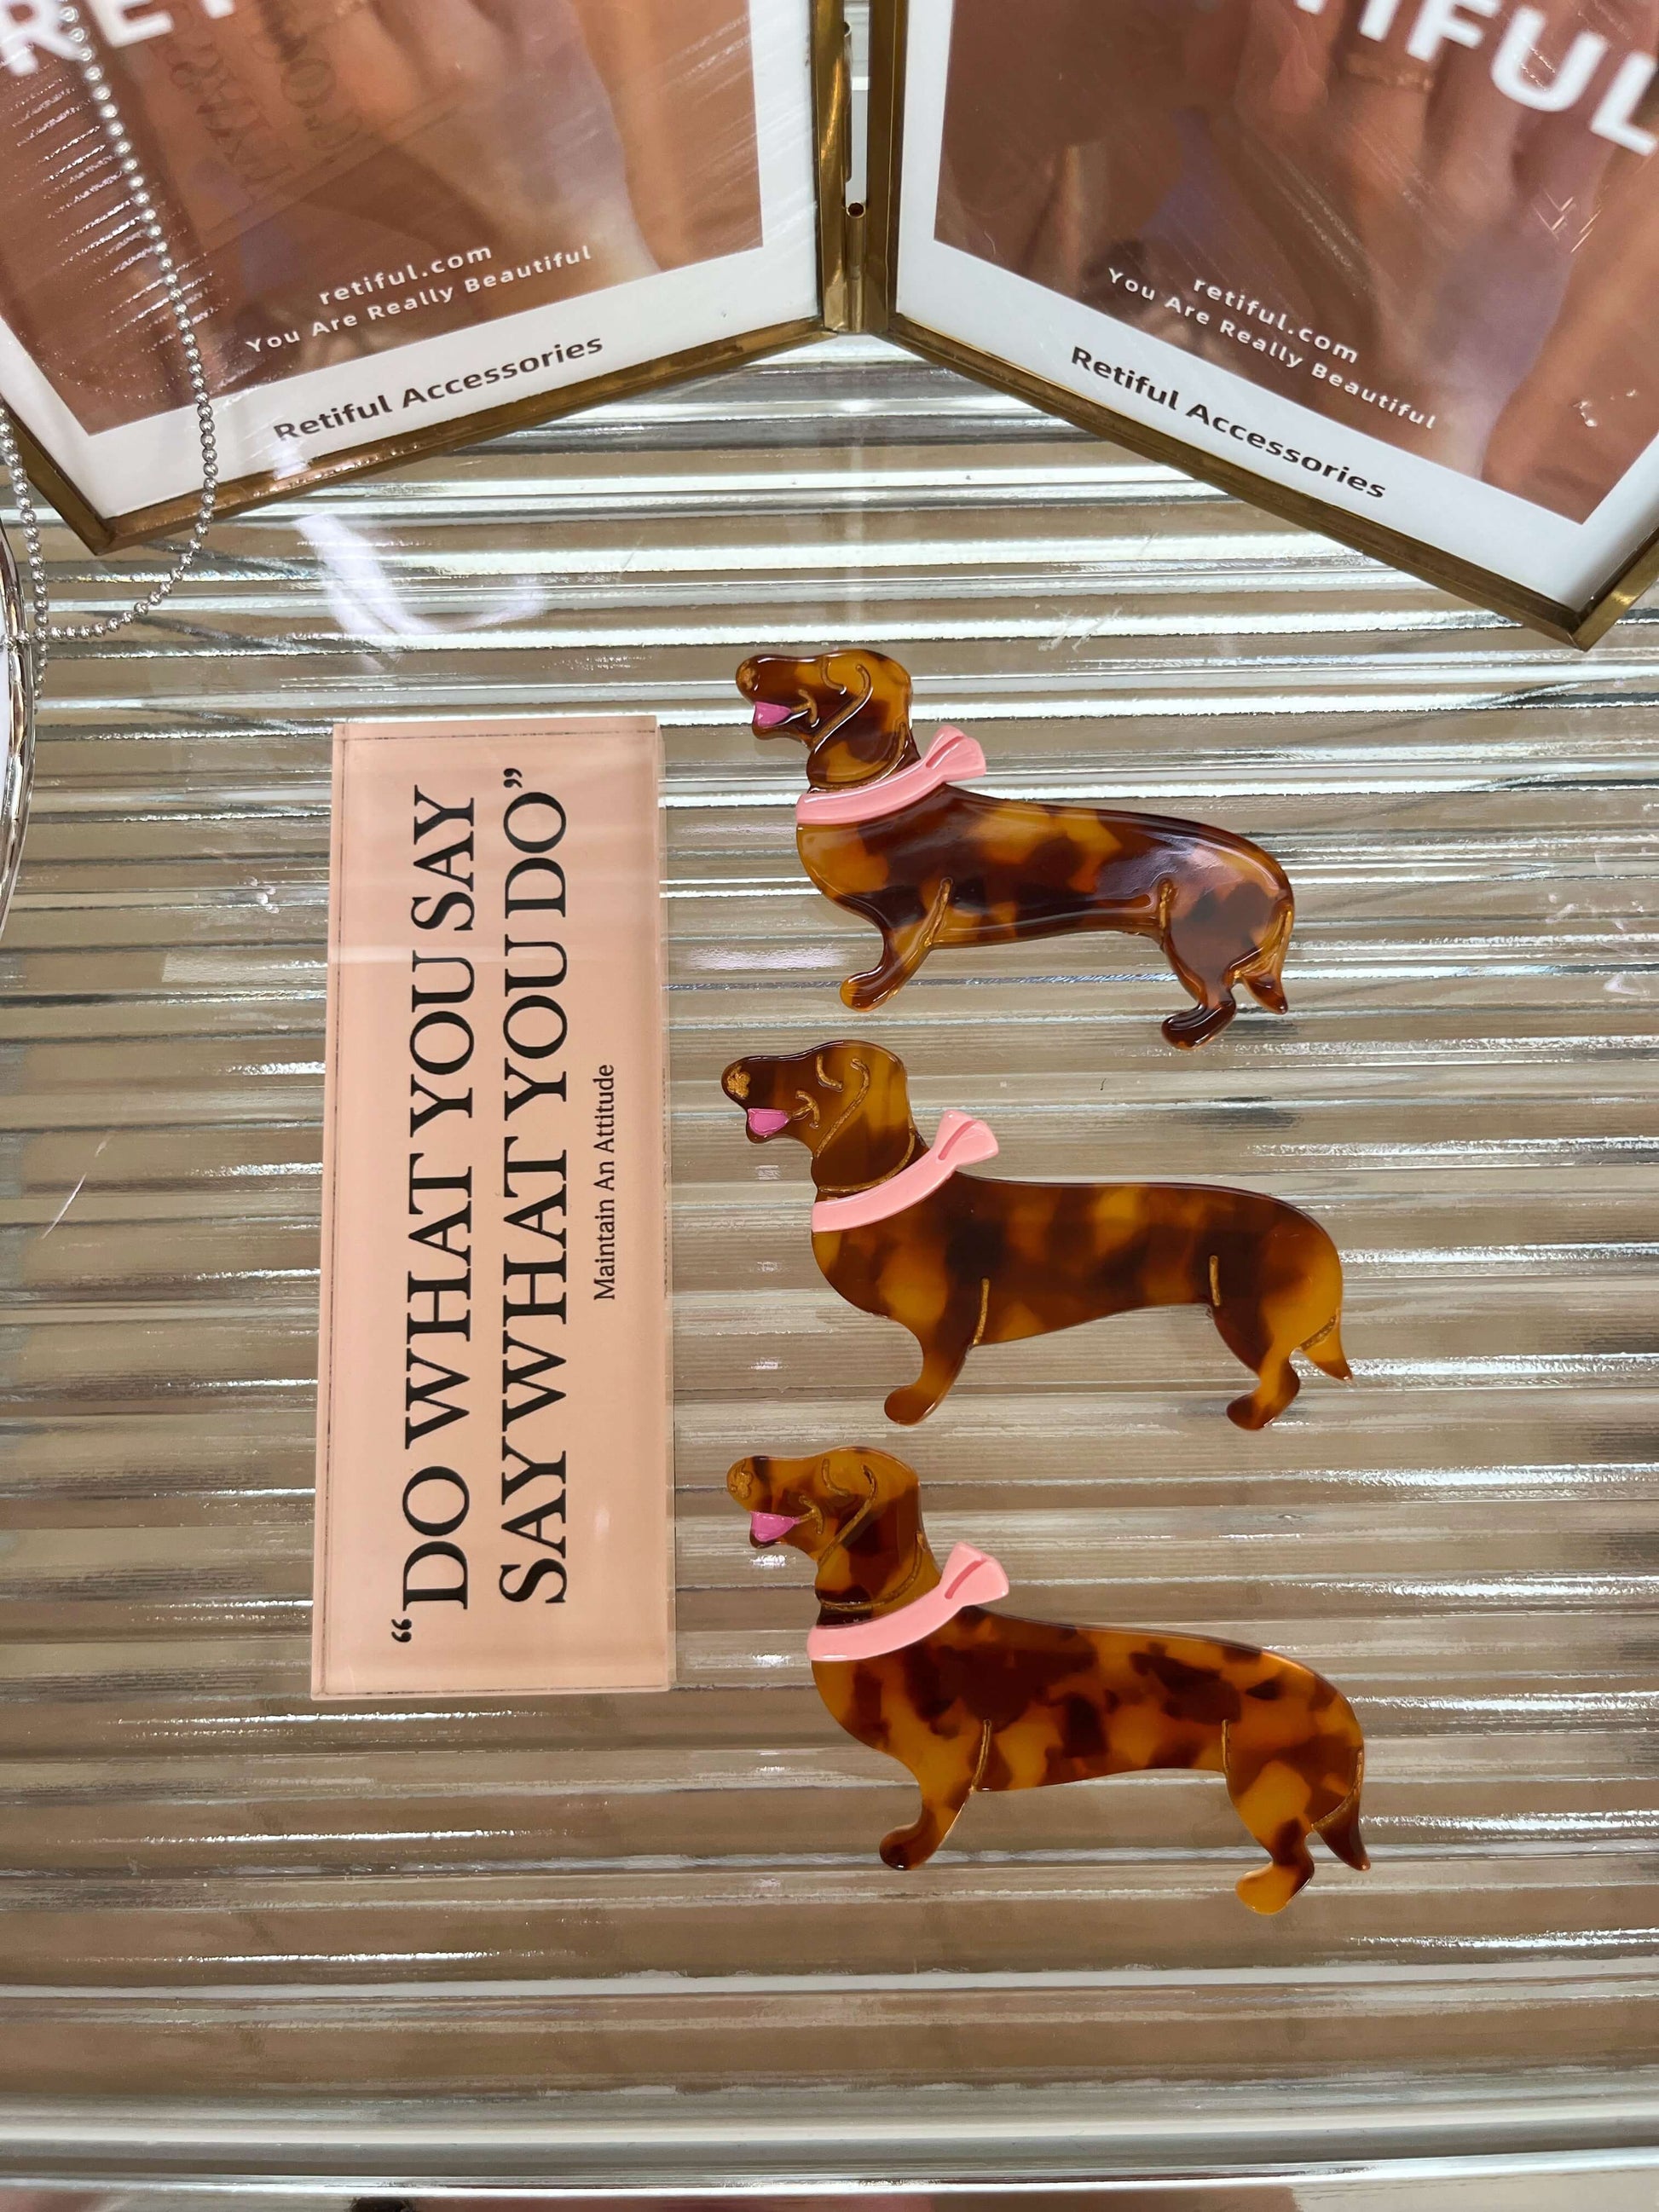 retiful.com
You Are Really Beautiful
Retiful Accessories
TIFUL
retiful.com
You Are Really Beautiful
Retiful Accessories
“DO WHAT YOU SAY
SAY WHAT YOU DO”
Maintain An Attitude